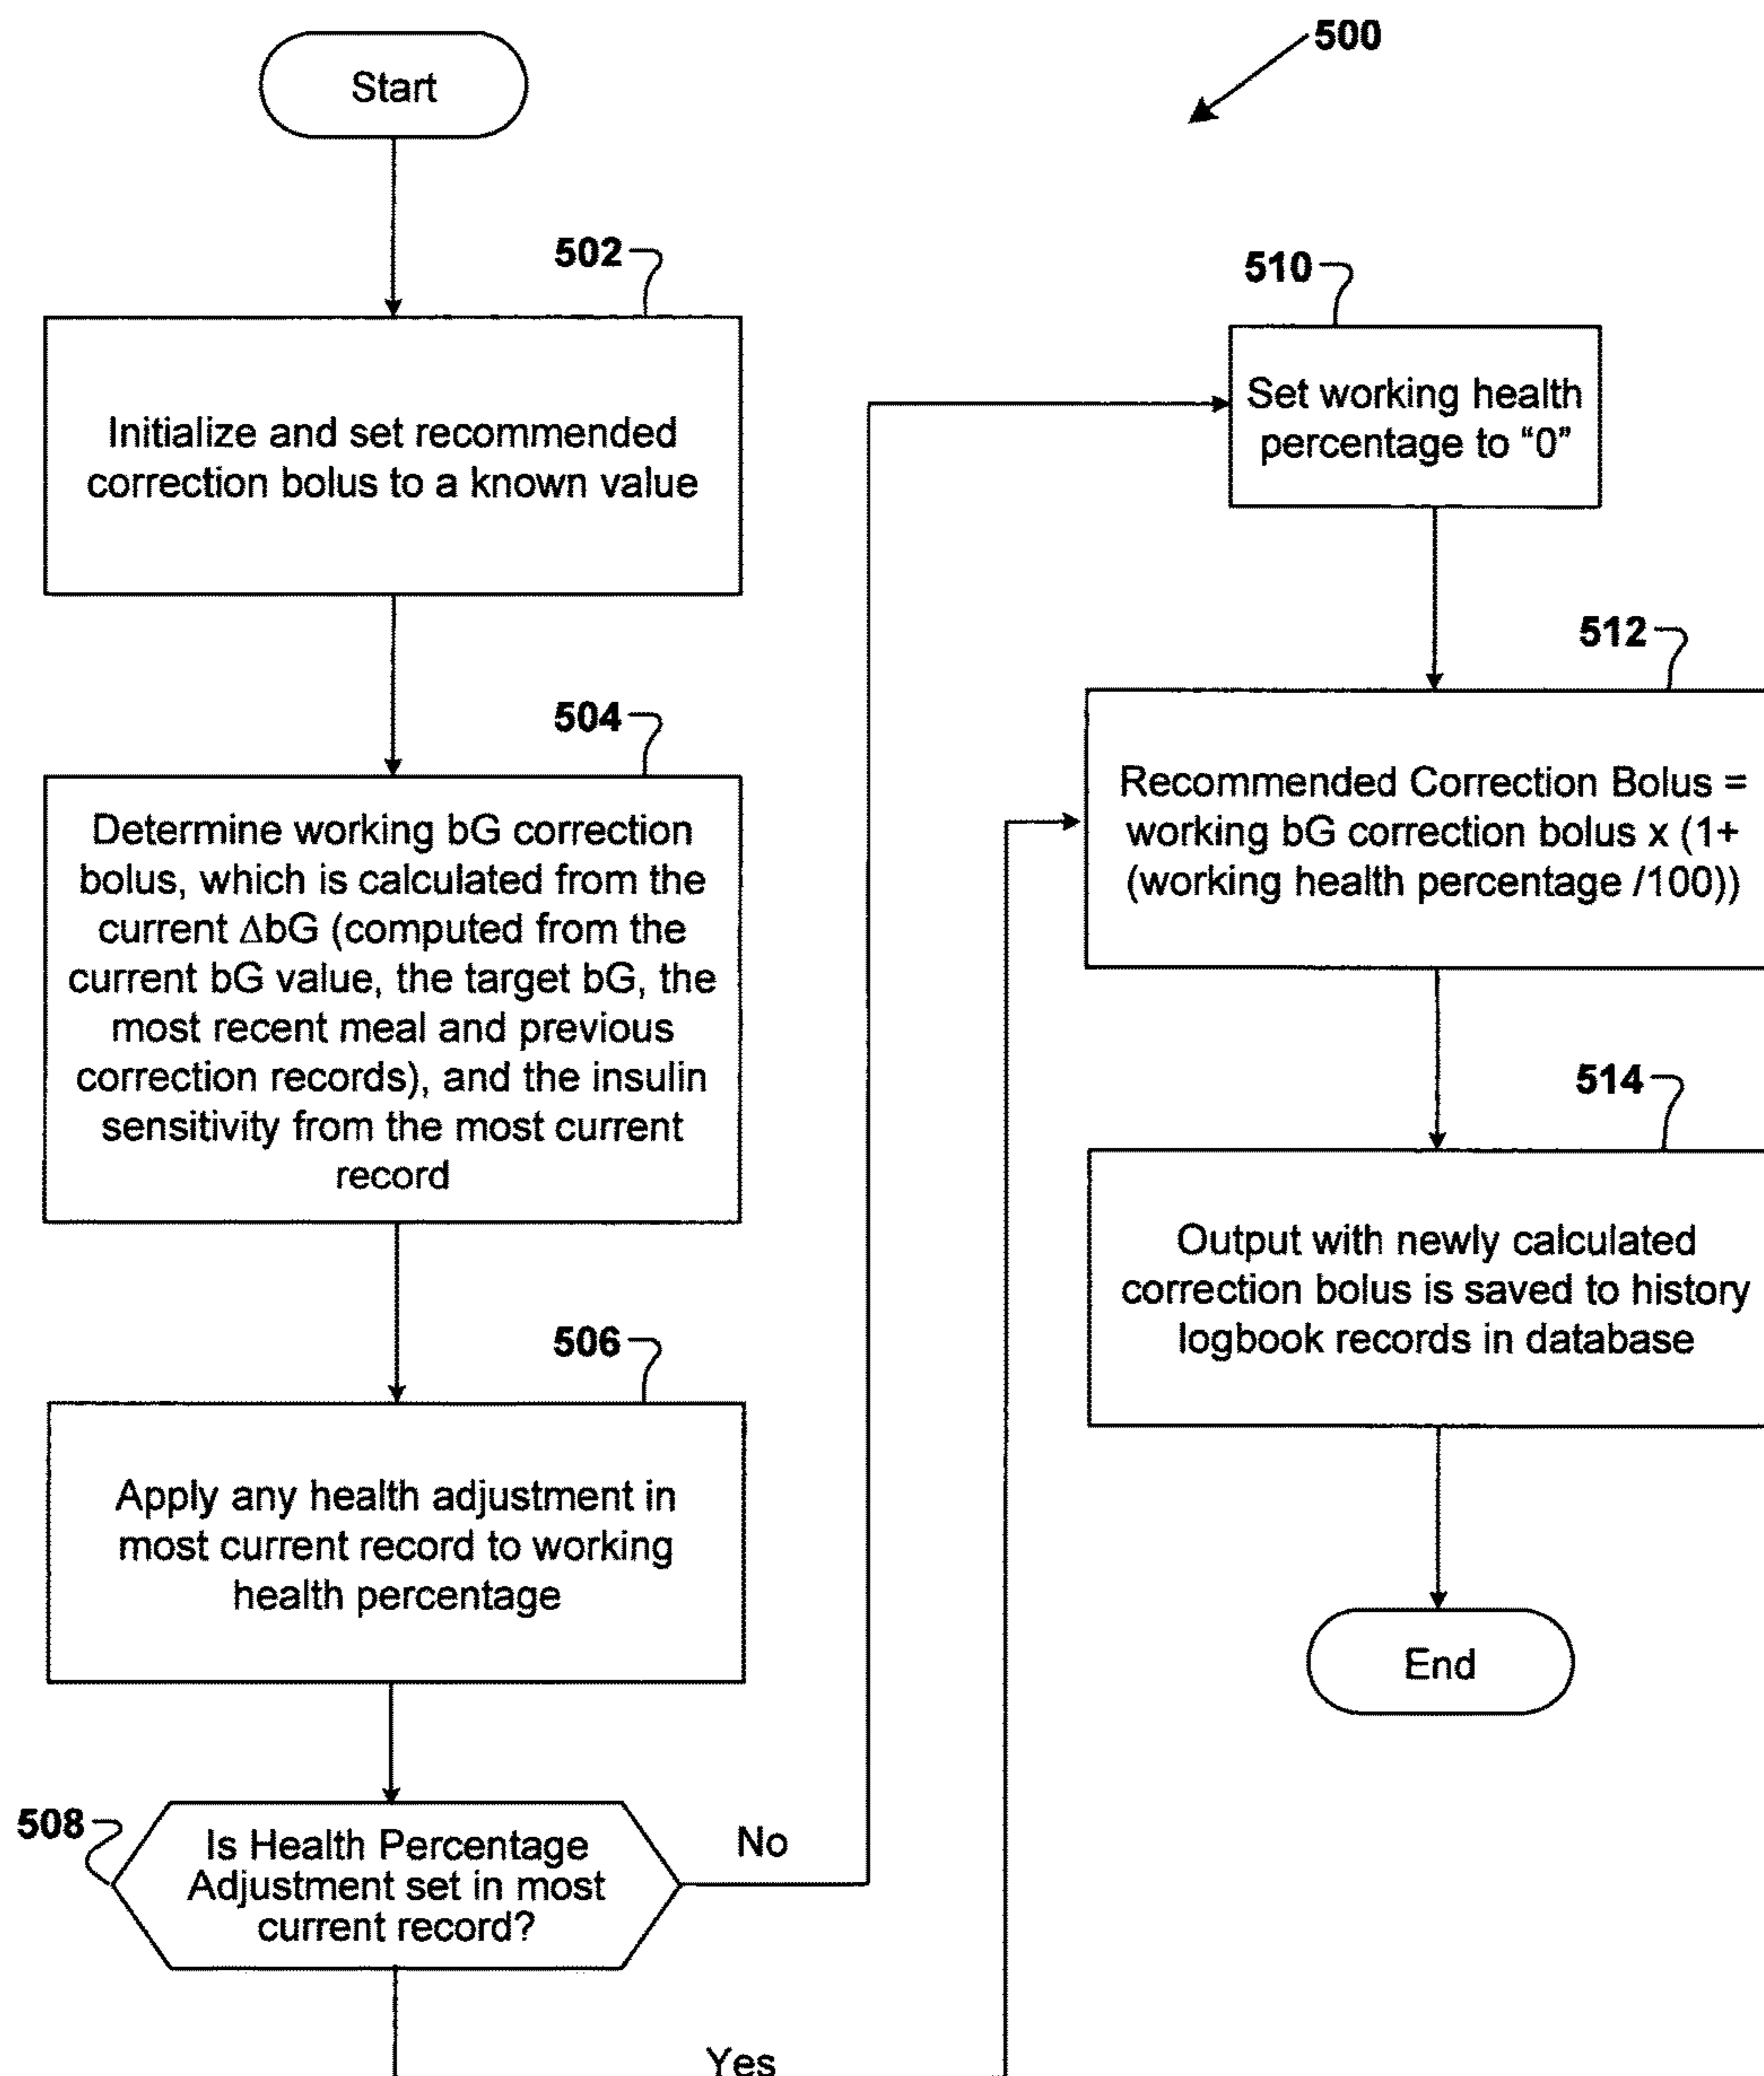 500
Start
502
Initialize and set recommended
correction bolus to a known value
504
Determine working bG correction
bolus, which is calculated from the
current ΔbG (computed from the
current bG value, the target bG, the
most recent meal and previous
correction records), and the insulin
sensitivity from the most current
record
506
Apply any health adjustment in
most current record to working
health percentage
508
Is Health Percentage
Adjustment set in most
current record?
No
Yes
510
Set working health
percentage to “0”
512
Recommended Correction Bolus =
working bG correction bolus x (1+
(working health percentage /100))
514
Output with newly calculated
correction bolus is saved to history
logbook records in database
End